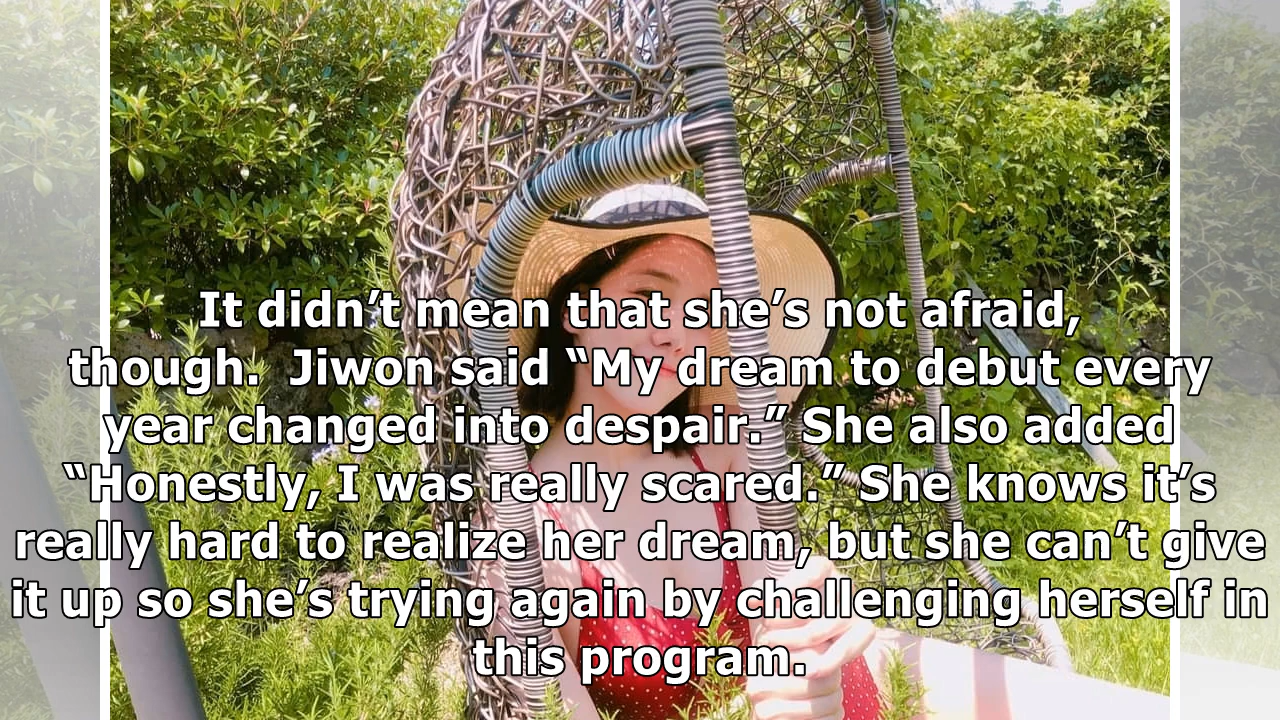 It didn’t mean that she’s not afraid,
though.  Jiwon said “My dream to debut every
year changed into despair.” She also added
“Honestly, I was really scared.” She knows it’s
really hard to realize her dream, but she can’t give
it up so she’s trying again by challenging herself in
this program.